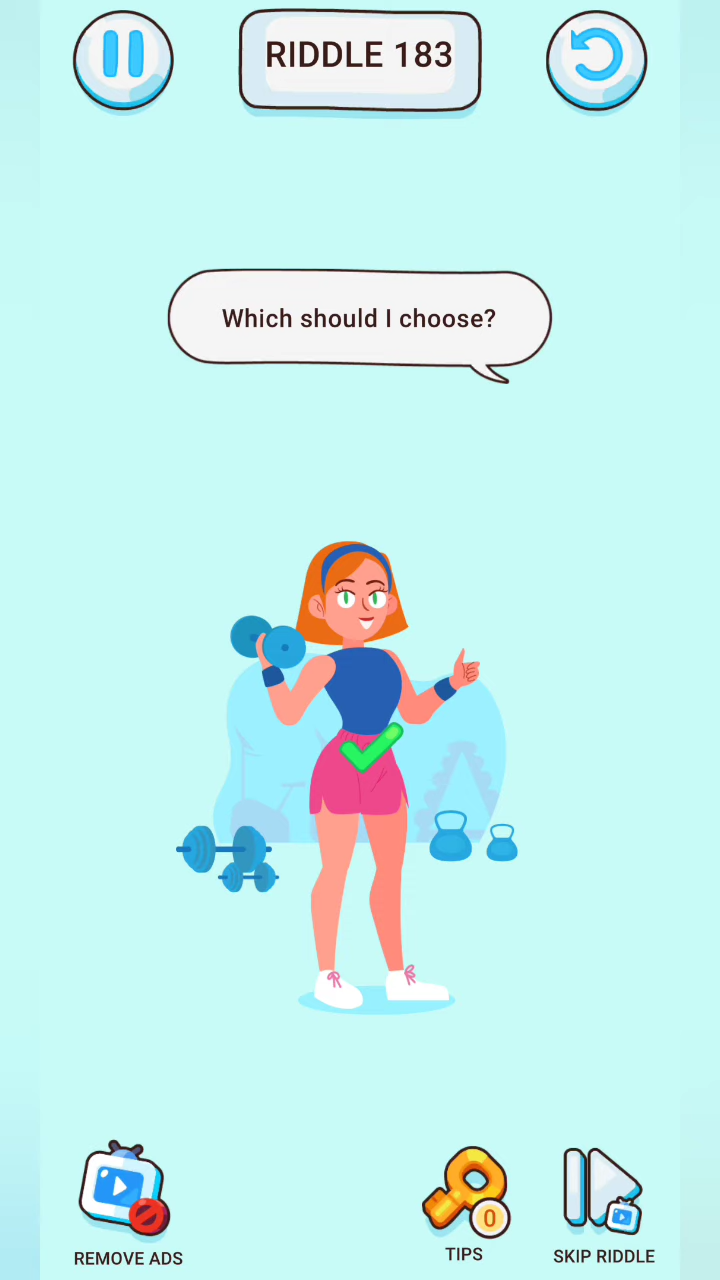 RIDDLE 183
Which should I choose?
0
REMOVE ADS
TIPS
SKIP RIDDLE